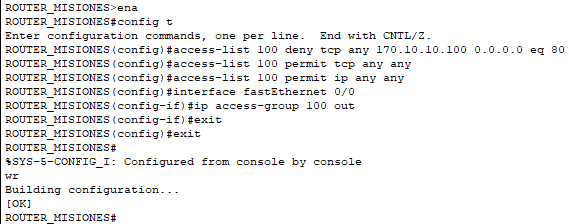 ROUTER_MISIONES>ena
ROUTER_MISIONES#config t
Enter configuration commands, one per line.  End with CNTL/Z.
ROUTER_MISIONES(config)#access-list 100 deny tcp any 170.10.10.100 0.0.0.0 eq 80
ROUTER_MISIONES(config)#access-list 100 permit tcp any any
ROUTER_MISIONES(config)#access-list 100 permit ip any any
ROUTER_MISIONES(config)#interface fastEthernet 0/0
ROUTER_MISIONES(config-if)#ip access-group 100 out
ROUTER_MISIONES(config-if)#exit
ROUTER_MISIONES(config)#exit
ROUTER_MISIONES#
%SYS-5-CONFIG_I: Configured from console by console
wr
Building configuration...
[OK]
ROUTER_MISIONES#